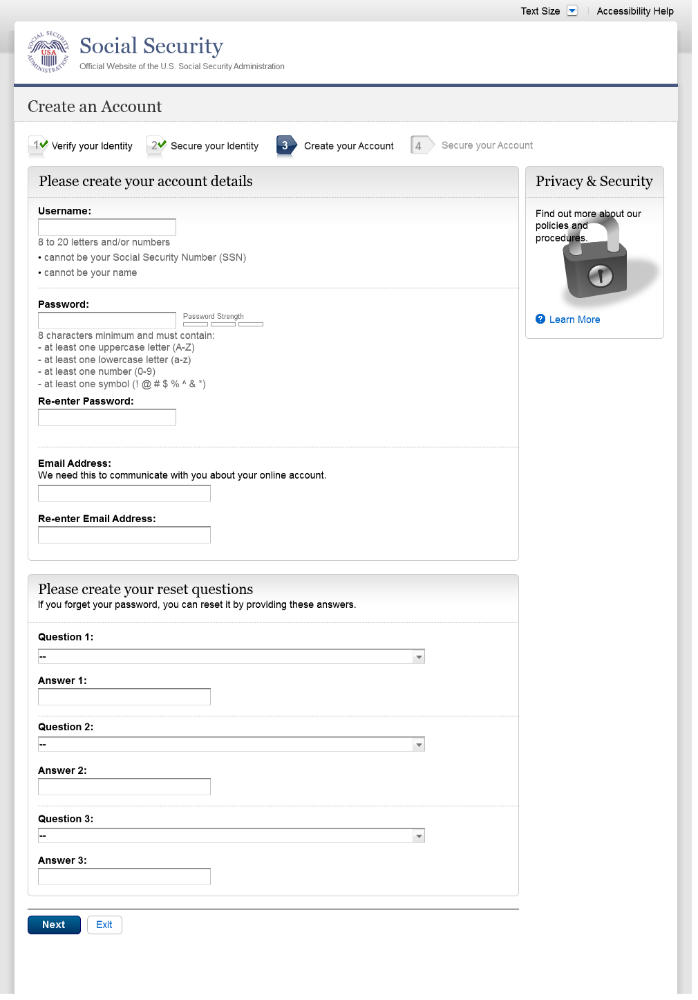 Text Size
Accessibility Help
SOCIAL SECURITY ADMINISTRATION
USA
Social Security
Official Website of the U.S. Social Security Administration
Create an Account
1 Verify your Identity
2 Secure your Identity
3 Create your Account
4 Secure your Account
Please create your account details
Username:
8 to 20 letters and/or numbers
• cannot be your Social Security Number (SSN)
• cannot be your name
Password:
Password Strength
8 characters minimum and must contain:
- at least one uppercase letter (A-Z)
- at least one lowercase letter (a-z)
- at least one number (0-9)
- at least one symbol (! @ # $ % ^ & *)
Re-enter Password:
Email Address:
We need this to communicate with you about your online account.
Re-enter Email Address:
Privacy & Security
Find out more about our
policies and
procedures.
? Learn More
Please create your reset questions
If you forget your password, you can reset it by providing these answers.
Question 1:
--
Answer 1:
Question 2:
--
Answer 2:
Question 3:
--
Answer 3:
Next
Exit